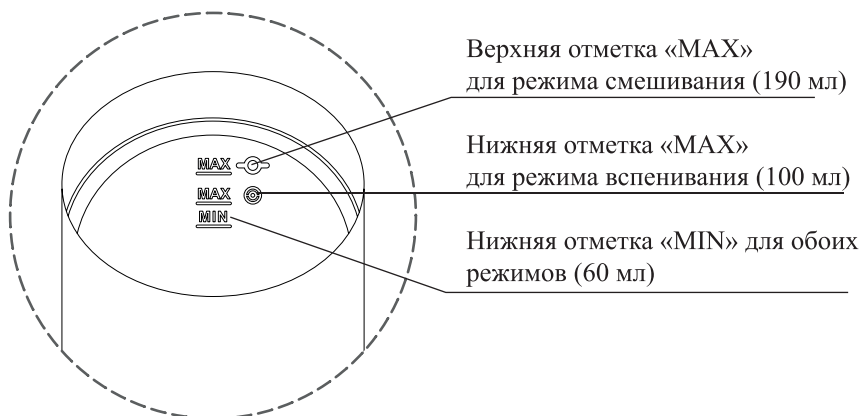 Верхняя отметка «MAX»
для режима смешивания (190 мл)
MAX
Нижняя отметка «MAX»
для режима вспенивания (100 мл)
MAX
MIN
Нижняя отметка «MIN» для обоих
режимов (60 мл)